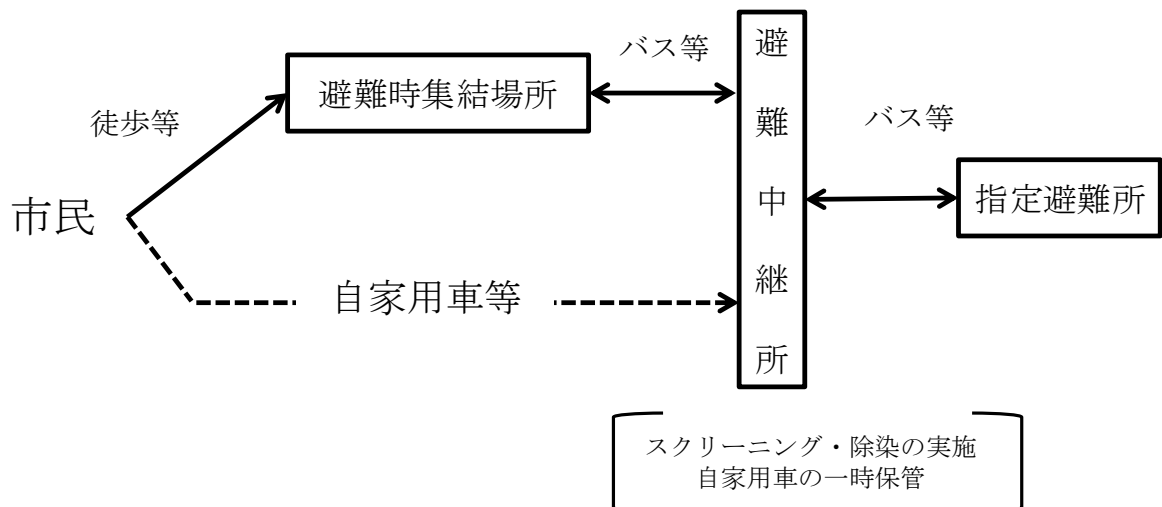 バス等
避難中継所
避難時集結場所
徒歩等
バス等
指定避難所
市民
自家用車等
スクリーニング・除染の実施
自家用車の一時保管